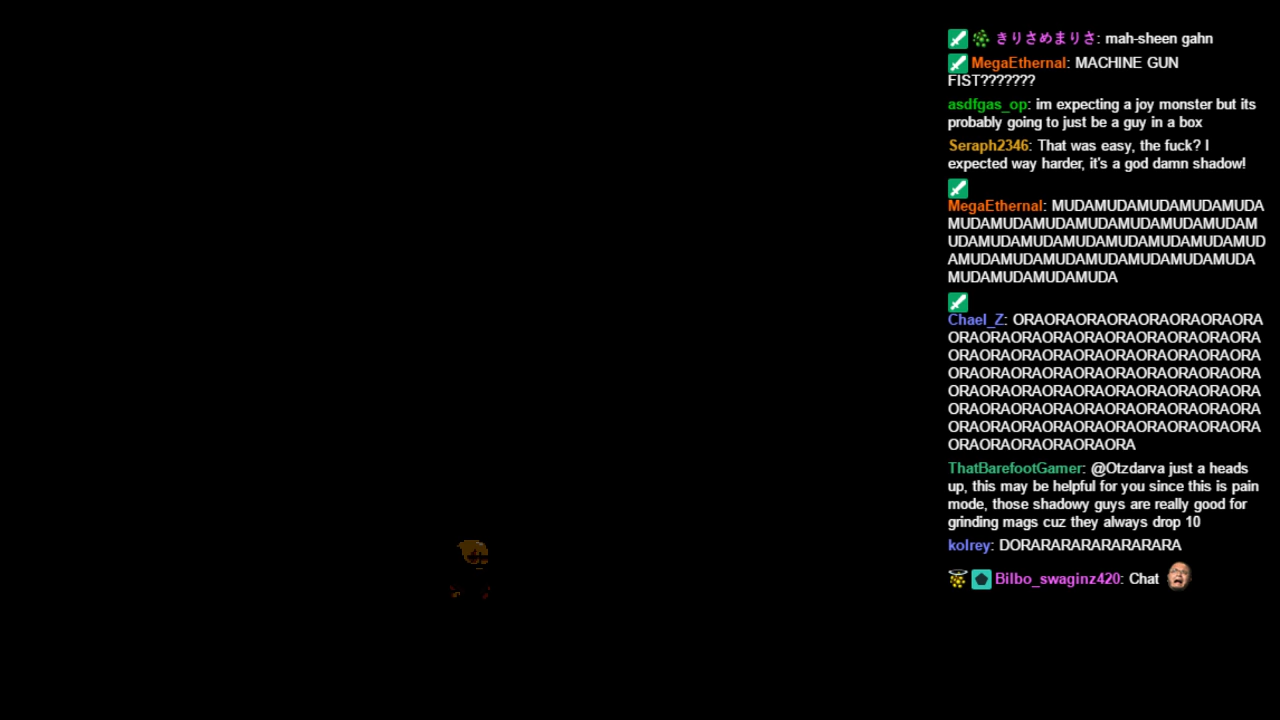 きりさめまりさ: mah-sheen gahn
MegaEthernal: MACHINE GUN
FIST???????
asdfgas_op: im expecting a joy monster but its
probably going to just be a guy in a box
Seraph2346: That was easy, the fuck? I
expected way harder, it's a god damn shadow!
MegaEthernal: MUDAMUDAMUDAMUDAMUDA
MUDAMUDAMUDAMUDAMUDAMUDAMUDAMUDAM
UDAMUDAMUDAMUDAMUDAMUDAMUDAMUDAMUD
AMUDAMUDAMUDAMUDAMUDAMUDAMUDAMUDA
MUDAMUDAMUDAMUDA
Chael_Z: ORAORAORAORAORAORAORAORA
ORAORAORAORAORAORAORAORAORAORA
ORAORAORAORAORAORAORAORAORAORA
ORAORAORAORAORAORAORAORAORAORA
ORAORAORAORAORAORAORAORAORAORA
ORAORAORAORAORAORAORAORAORAORA
ORAORAORAORAORAORAORAORAORAORA
ORAORAORAORAORAORA
ThatBarefootGamer: @Otzdarva just a heads
up, this may be helpful for you since this is pain
mode, those shadowy guys are really good for
grinding mags cuz they always drop 10
kolrey: DORARARARARARARARA
Bilbo_swaginz420: Chat